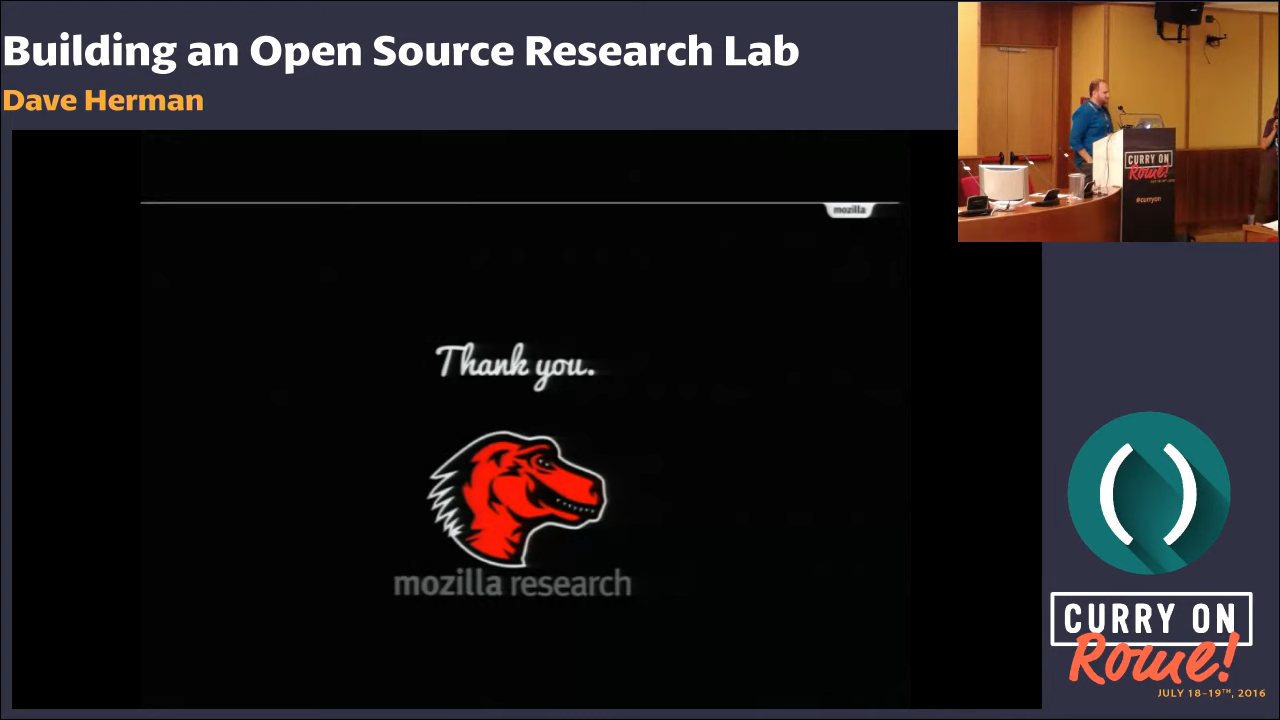 Building an Open Source Research Lab
Dave Herman
mozilla
Thank you.
mozilla research
CURRY ON
Rome!
#curryon
( )
CURRY ON
Rome!
JULY 18-19TH, 2016